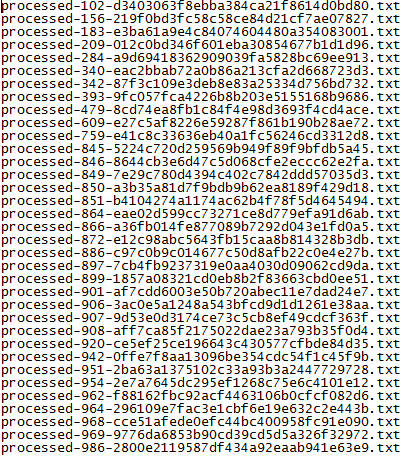 processed-102-d3403063f8ebba384ca21f8614d0bd80.txt
processed-156-219f0bd3fc58c58ce84d21cf7ae07827.txt
processed-183-e3ba61a9e4c84074604480a354083001.txt
processed-209-012c0bd346f601eba30854677b1d1d96.txt
processed-284-a9d69418362909039fa5828bc69ee913.txt
processed-340-eac2bbab72a0b86a213cfa2d668723d3.txt
processed-342-87f3c109e3deb8e83a25334d756bd732.txt
processed-393-9fc057fca4226b8b203e5155168b9686.txt
processed-479-8cd74ea8fb1c84f4e98d3693f4cd4ace.txt
processed-609-e27c5af8226e59287f861b190b28ae72.txt
processed-759-e41c8c33636eb40a1fc56246cd3312d8.txt
processed-845-5224c720d259569b949f89f9bfdb5a45.txt
processed-846-8644cb3e6d47c5d068cfe2eccc62e2fa.txt
processed-849-7e29c780d4394c402c7842ddd57035d3.txt
processed-850-a3b35a81d7f9bdb9b62ea8189f429d18.txt
processed-851-b4104274a1174ac62b4f78f5d4645494.txt
processed-864-eae02d599cc73271ce8d779efa91d6ab.txt
processed-866-a36fb014fe877089b7292d043e1fd0a5.txt
processed-872-e12c98abc5643fb15caa8b814328b3db.txt
processed-886-c97c0b9c014677c50d8afb22c0e4e27b.txt
processed-897-7cb4fb9237319e0aa4030d09062cd9da.txt
processed-899-1857a08321cd0eb8b2f83663cbd0ee51.txt
processed-901-af7cdd6003e50b720abec11e7dad24e7.txt
processed-906-3ac0e5a1248a543bfcd9d1d1261e38aa.txt
processed-907-9d53e0d3174ce73c5cb8ef49cdcf363f.txt
processed-908-aff7ca85f2175022dae23a793b35f0d4.txt
processed-920-ce5ef25ce196643c430577cfbde84d35.txt
processed-942-0ffe7f8aa13096be354cdc54f1c45f9b.txt
processed-951-2ba63a1375102c33a93b3a2447729728.txt
processed-954-2e7a7645dc295ef1268c75e6c4101e12.txt
processed-962-f88162fbc92acf4463106b0cfcf082d6.txt
processed-964-296109e7fac3e1cbf6e19e632c2e443b.txt
processed-968-cce51afede0efc44bc400958fc91e090.txt
processed-969-9776da6853b90cd39cd5d5a326f32972.txt
processed-986-2800e2119587df434a92eaab941e63e9.txt